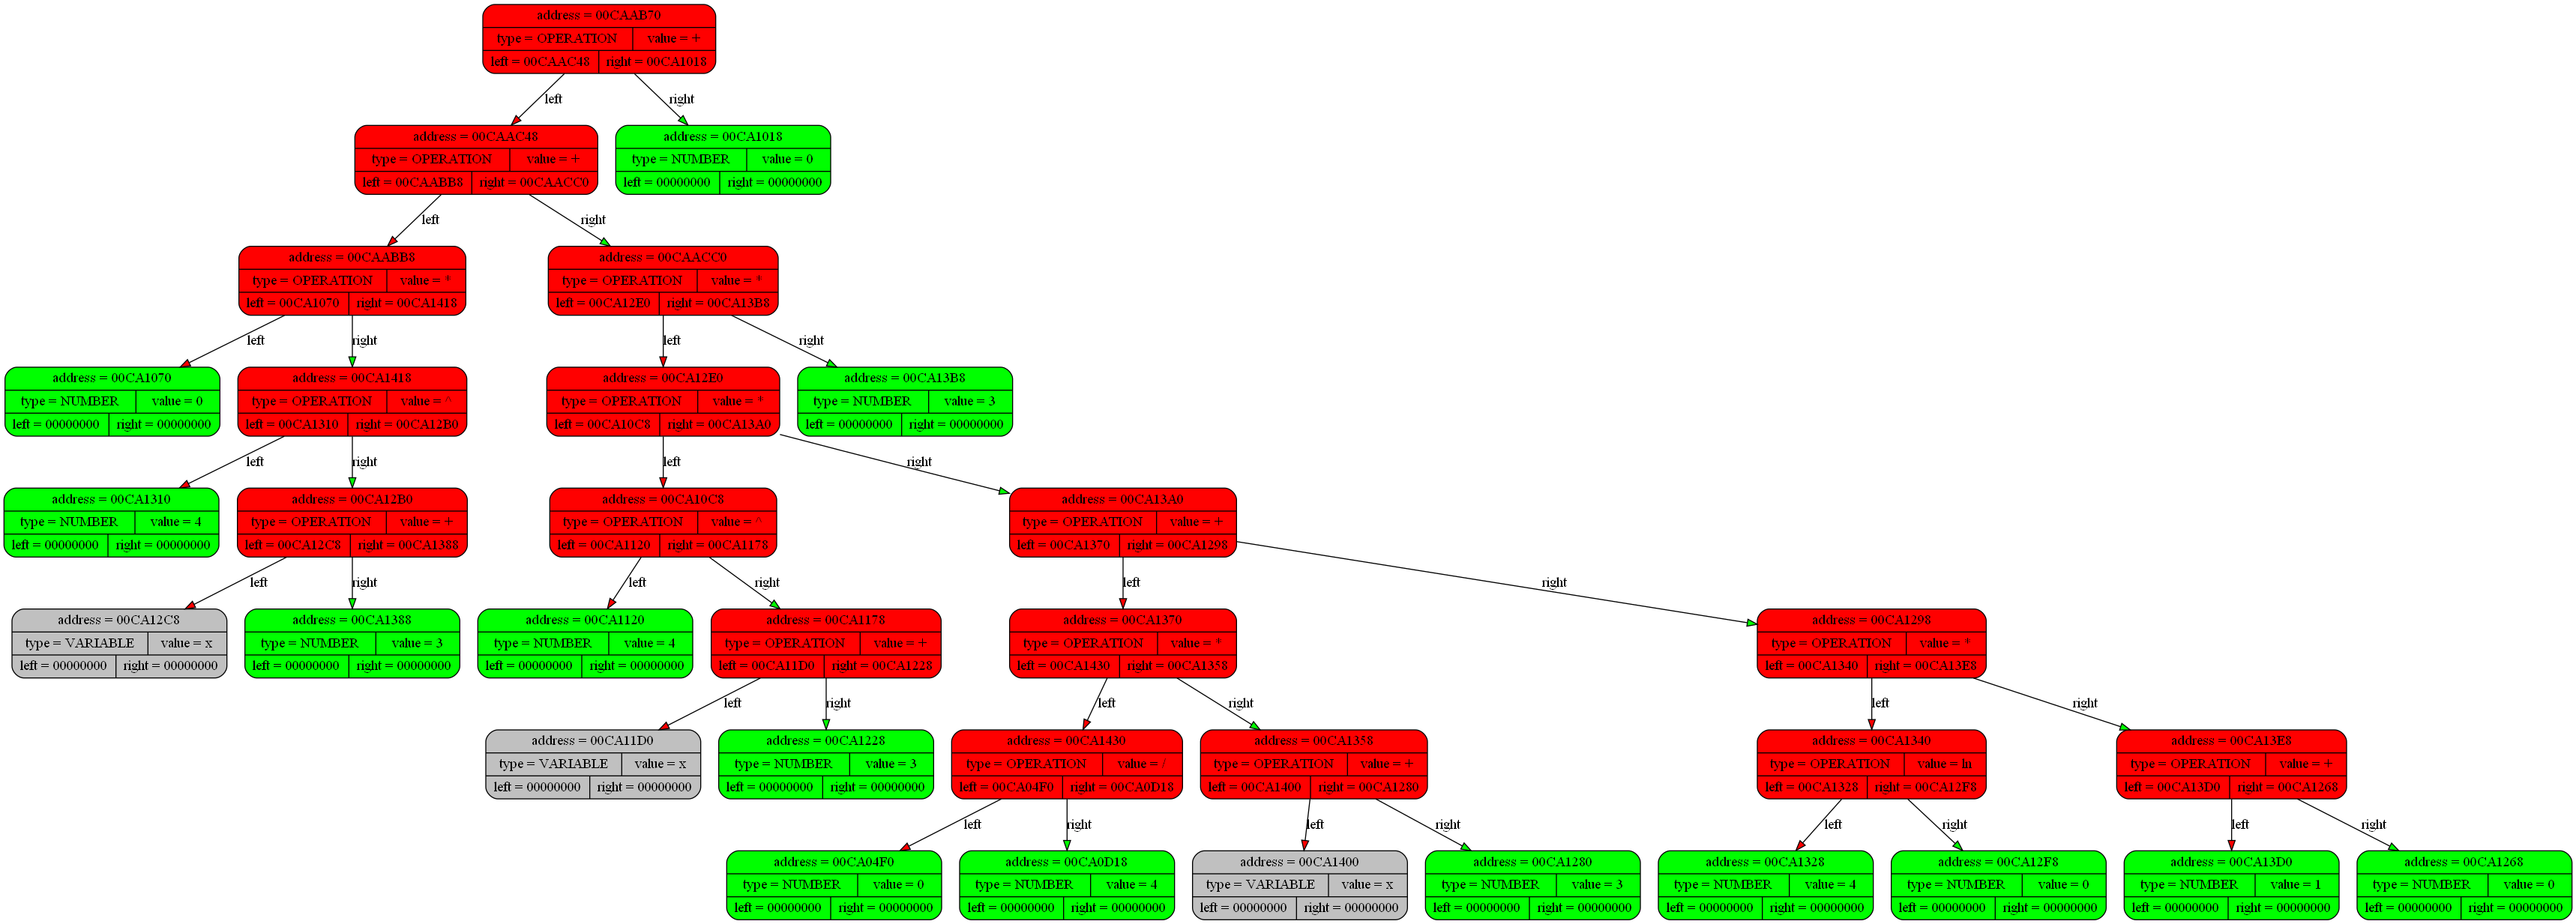 address = 00CAAB70
type = OPERATION value = +
left = 00CAAC48 right = 00CA1018
left right
address = 00CAAC48
type = OPERATION value = +
left = 00CAABB8 right = 00CAACC0
address = 00CA1018
type = NUMBER value = 0
left = 00000000 right = 00000000
left right
address = 00CAABB8
type = OPERATION value = *
left = 00CA1070 right = 00CA1418
address = 00CAACC0
type = OPERATION value = *
left = 00CA12E0 right = 00CA13B8
left right left right
address = 00CA1070
type = NUMBER value = 0
left = 00000000 right = 00000000
address = 00CA1418
type = OPERATION value = ^
left = 00CA1310 right = 00CA12B0
address = 00CA12E0
type = OPERATION value = *
left = 00CA10C8 right = 00CA13A0
address = 00CA13B8
type = NUMBER value = 3
left = 00000000 right = 00000000
left right left right
address = 00CA1310
type = NUMBER value = 4
left = 00000000 right = 00000000
address = 00CA12B0
type = OPERATION value = +
left = 00CA12C8 right = 00CA1388
address = 00CA10C8
type = OPERATION value = ^
left = 00CA1120 right = 00CA1178
address = 00CA13A0
type = OPERATION value = +
left = 00CA1370 right = 00CA1298
left right left right left right
address = 00CA12C8
type = VARIABLE value = x
left = 00000000 right = 00000000
address = 00CA1388
type = NUMBER value = 3
left = 00000000 right = 00000000
address = 00CA1120
type = NUMBER value = 4
left = 00000000 right = 00000000
address = 00CA1178
type = OPERATION value = +
left = 00CA11D0 right = 00CA1228
address = 00CA1370
type = OPERATION value = *
left = 00CA1430 right = 00CA1358
address = 00CA1298
type = OPERATION value = *
left = 00CA1340 right = 00CA13E8
left right left right left right
address = 00CA11D0
type = VARIABLE value = x
left = 00000000 right = 00000000
address = 00CA1228
type = NUMBER value = 3
left = 00000000 right = 00000000
address = 00CA1430
type = OPERATION value = /
left = 00CA04F0 right = 00CA0D18
address = 00CA1358
type = OPERATION value = +
left = 00CA1400 right = 00CA1280
address = 00CA1340
type = OPERATION value = ln
left = 00CA1328 right = 00CA12F8
address = 00CA13E8
type = OPERATION value = +
left = 00CA13D0 right = 00CA1268
left right left right left right left right
address = 00CA04F0
type = NUMBER value = 0
left = 00000000 right = 00000000
address = 00CA0D18
type = NUMBER value = 4
left = 00000000 right = 00000000
address = 00CA1400
type = VARIABLE value = x
left = 00000000 right = 00000000
address = 00CA1280
type = NUMBER value = 3
left = 00000000 right = 00000000
address = 00CA1328
type = NUMBER value = 4
left = 00000000 right = 00000000
address = 00CA12F8
type = NUMBER value = 0
left = 00000000 right = 00000000
address = 00CA13D0
type = NUMBER value = 1
left = 00000000 right = 00000000
address = 00CA1268
type = NUMBER value = 0
left = 00000000 right = 00000000